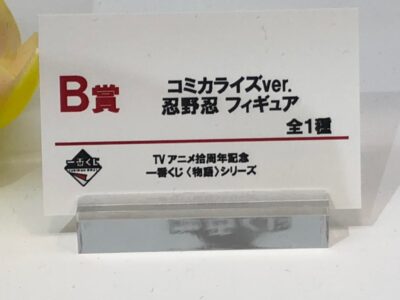 B賞
コミカライズver.
忍野忍 フィギュア
全1種
一番くじ
TVアニメ拾周年記念
一番くじ〈物語〉シリーズ